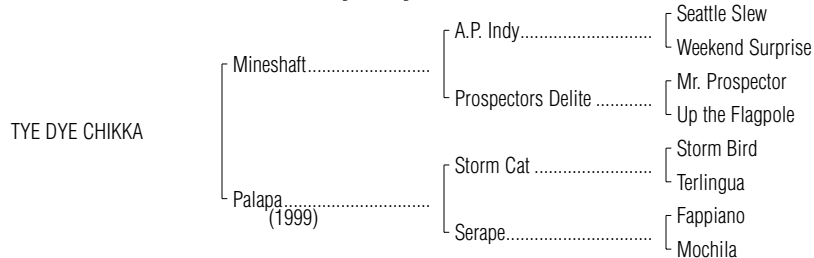 Seattle Slew
A.P. Indy..............................
Weekend Surprise
Mineshaft...........................
Mr. Prospector
Prospectors Delite ............
Up the Flagpole
TYE DYE CHIKKA
Storm Bird
Storm Cat ..........................
Terlingua
Palapa................................
(1999)
Fappiano
Serape................................
Mochila